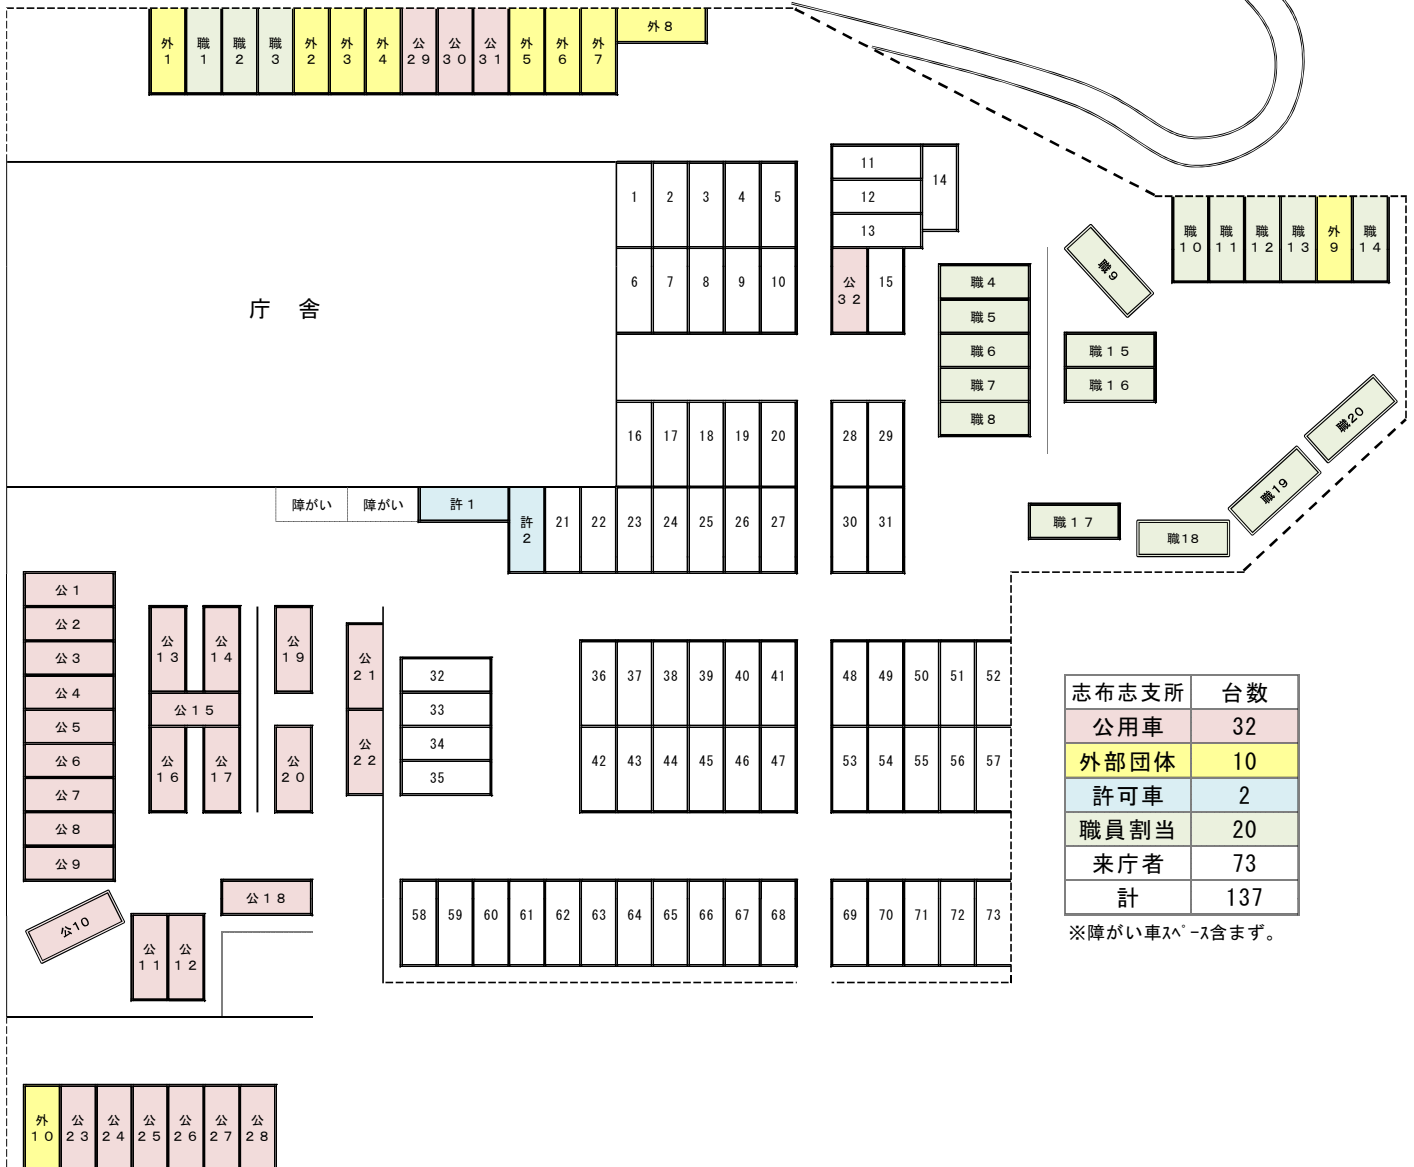 外1 職1 職2 職3 外2 外3 外4 公29 公30 公31 外5 外6 外7 外8
1 2 3 4 5
6 7 8 9 10
11
12
13
14
公32 15
庁 舎
職4
職5
職6
職7
職8
職9
職10 職11 職12 職13 外9 職14
職15
職16
16 17 18 19 20
28 29
障がい 障がい 許1 許2 21 22 23 24 25 26 27
30 31
職17 職18 職19 職20
公1
公2
公3
公4
公5
公6
公7
公8
公9
公10
公11 公12
公13 公14
公15
公16 公17
公18
公19
公20
公21
公22
32
33
34
35
36 37 38 39 40 41
42 43 44 45 46 47
48 49 50 51 52
53 54 55 56 57
58 59 60 61 62 63 64 65 66 67 68
69 70 71 72 73
志布志支所 台数
公用車 32
外部団体 10
許可車 2
職員割当 20
来庁者 73
計 137
※障がい車スペース含まず。
外10 公23 公24 公25 公26 公27 公28